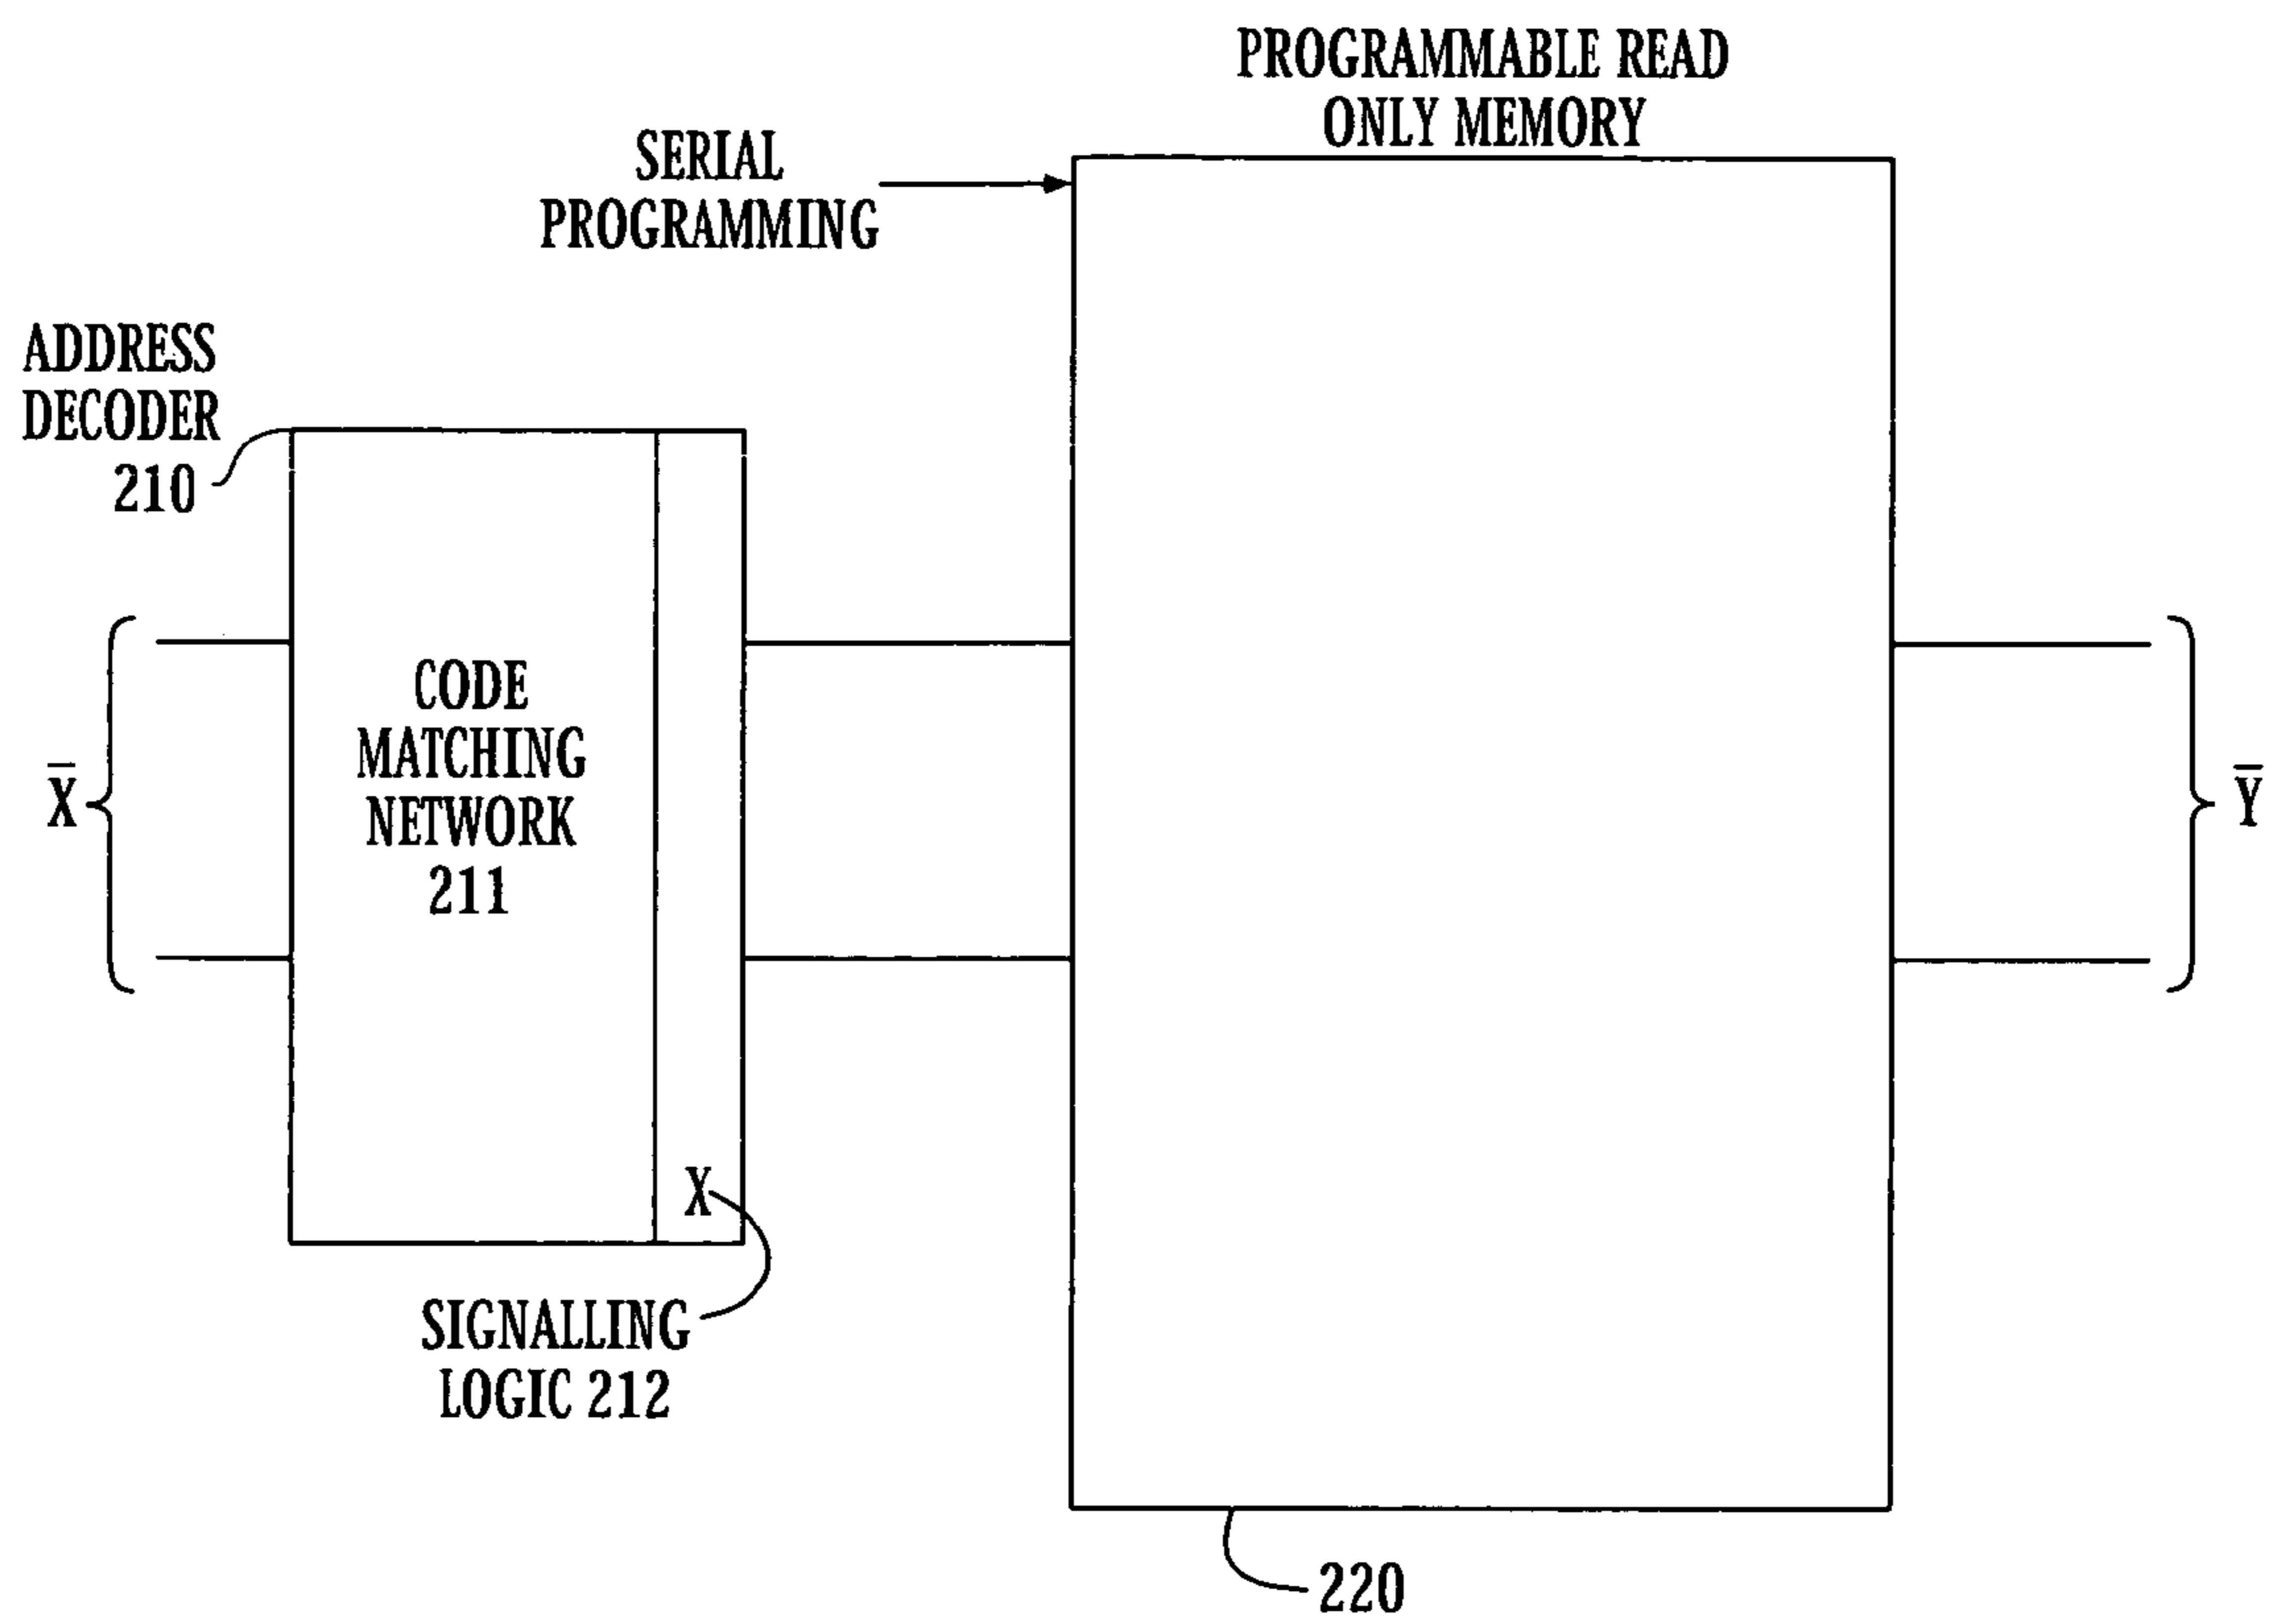 PROGRAMMABLE READ
ONLY MEMORY
SERIAL
PROGRAMMING
ADDRESS
DECODER
210
CODE
MATCHING
NETWORK
211
X̄
Ȳ
X
SIGNALLING
LOGIC 212
220